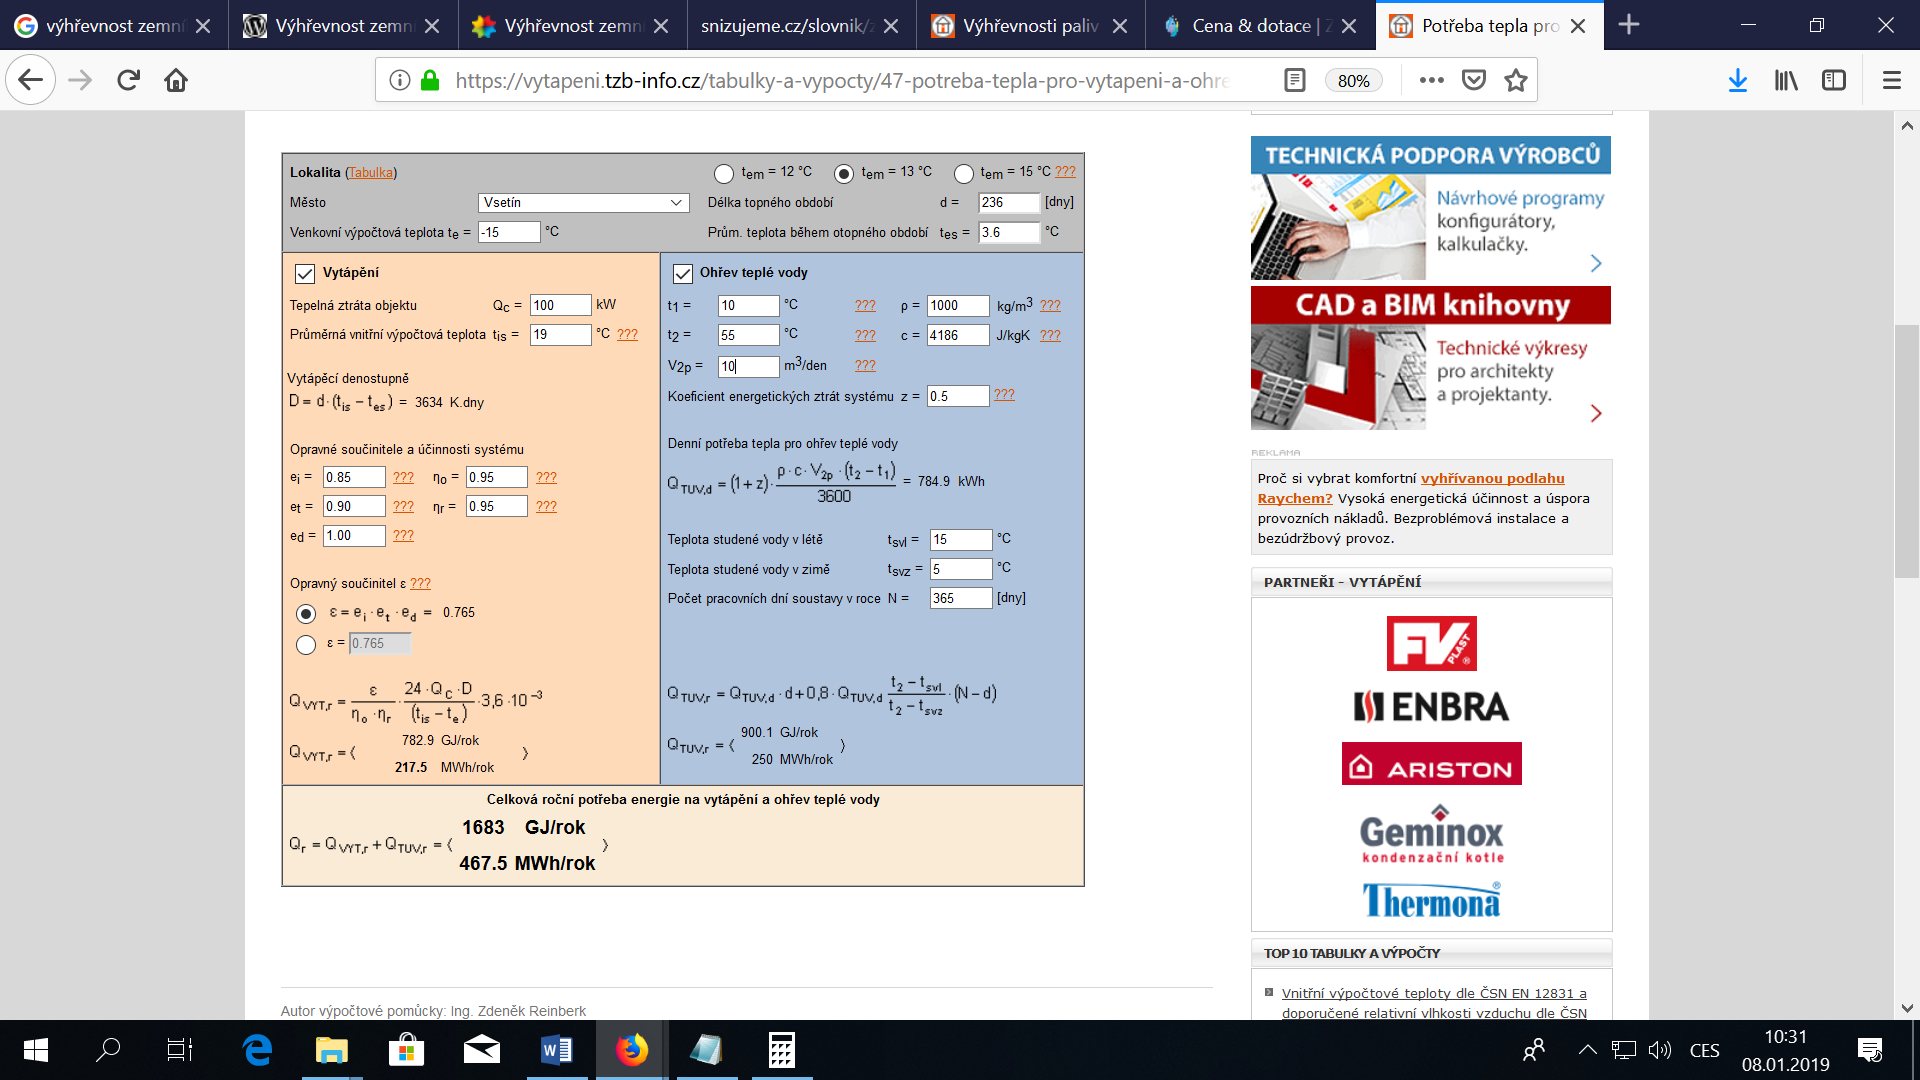 výhřevnost zemní
Výhřevnost zemn
Výhřevnost zemn
snizujeme.cz/slovnik/z
Výhřevnosti paliv
Cena & dotace | Z
Potřeba tepla pro
https://vytapeni.tzb-info.cz/tabulky-a-vypocty/47-potreba-tepla-pro-vytapeni-a-ohre
80%
Lokalita (Tabulka)
tem = 12 °C
tem = 13 °C
tem = 15 °C ???
Město
Vsetín
Délka topného období d = 236 [dny]
Venkovní výpočtová teplota te = -15 °C
Prům. teplota během otopného období tes = 3.6 °C
Vytápění
Tepelná ztráta objektu Qc = 100 kW
Průměrná vnitřní výpočtová teplota tis = 19 °C ???
Vytápěcí denostupně
D = d · (tis − tes) = 3634 K.dny
Opravné součinitele a účinnosti systému
ei = 0.85 ??? ηo = 0.95 ???
et = 0.90 ??? ηr = 0.95 ???
ed = 1.00 ???
Opravný součinitel ε ???
ε = ei · et · ed = 0.765
ε = 0.765
QVYT,r = ε / (ηo · ηr) · 24 · Qc · D / (tis − te) · 3,6 · 10⁻³
782.9 GJ/rok
QVYT,r = ⟨ ⟩
217.5 MWh/rok
Ohřev teplé vody
t1 = 10 °C ??? ρ = 1000 kg/m3 ???
t2 = 55 °C ??? c = 4186 J/kgK ???
V2p = 10 m3/den ???
Koeficient energetických ztrát systému z = 0.5 ???
Denní potřeba tepla pro ohřev teplé vody
QTUV,d = (1 + z) · ρ · c · V2p · (t2 − t1) / 3600 = 784.9 kWh
Teplota studené vody v létě tsvl = 15 °C
Teplota studené vody v zimě tsvz = 5 °C
Počet pracovních dní soustavy v roce N = 365 [dny]
QTUV,r = QTUV,d · d + 0,8 · QTUV,d · (t2 − tsvl) / (t2 − tsvz) · (N − d)
900.1 GJ/rok
QTUV,r = ⟨ ⟩
250 MWh/rok
Celková roční potřeba energie na vytápění a ohřev teplé vody
1683 GJ/rok
Qr = QVYT,r + QTUV,r = ⟨ ⟩
467.5 MWh/rok
Autor výpočtové pomůcky: Ing. Zdeněk Reinberk
TECHNICKÁ PODPORA VÝROBCŮ
Návrhové programy
konfigurátory,
kalkulačky.
CAD a BIM knihovny
Technické výkresy
pro architekty
a projektanty.
REKLAMA
Proč si vybrat komfortní vyhřívanou podlahu
Raychem? Vysoká energetická účinnost a úspora
provozních nákladů. Bezproblémová instalace a
bezúdržbový provoz.
PARTNEŘI - VYTÁPĚNÍ
FV PLAST
ENBRA
ARISTON
Geminox
kondenzační kotle
Thermona
TOP 10 TABULKY A VÝPOČTY
Vnitřní výpočtové teploty dle ČSN EN 12831 a
doporučené relativní vlhkosti vzduchu dle ČSN
CES
10:31
08.01.2019